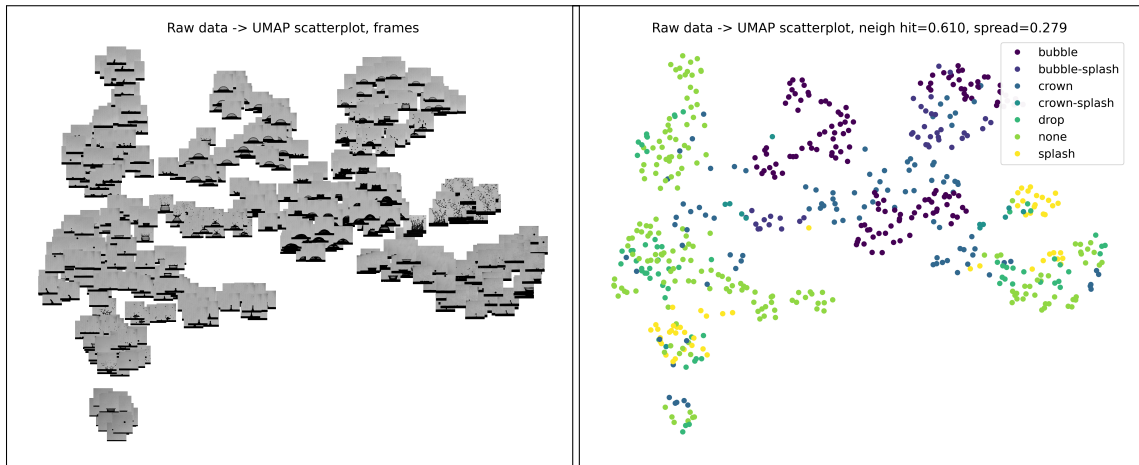 Raw data -> UMAP scatterplot, frames
Raw data -> UMAP scatterplot, neigh hit=0.610, spread=0.279
bubble
bubble-splash
crown
crown-splash
drop
none
splash